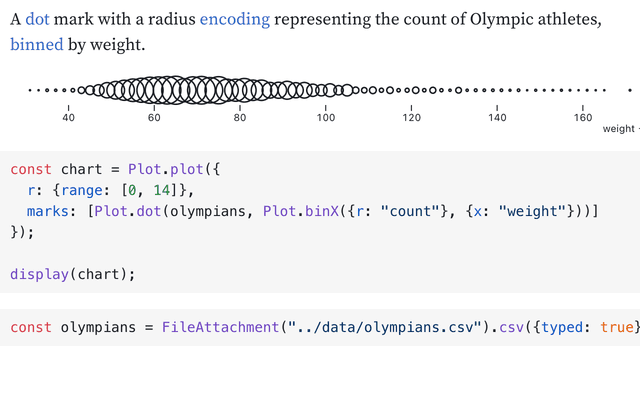 A dot mark with a radius encoding representing the count of Olympic athletes,
binned by weight.
40 60 80 100 120 140 160
weight
const chart = Plot.plot({
  r: {range: [0, 14]},
  marks: [Plot.dot(olympians, Plot.binX({r: "count"}, {x: "weight"}))]
});
display(chart);
const olympians = FileAttachment("../data/olympians.csv").csv({typed: true}